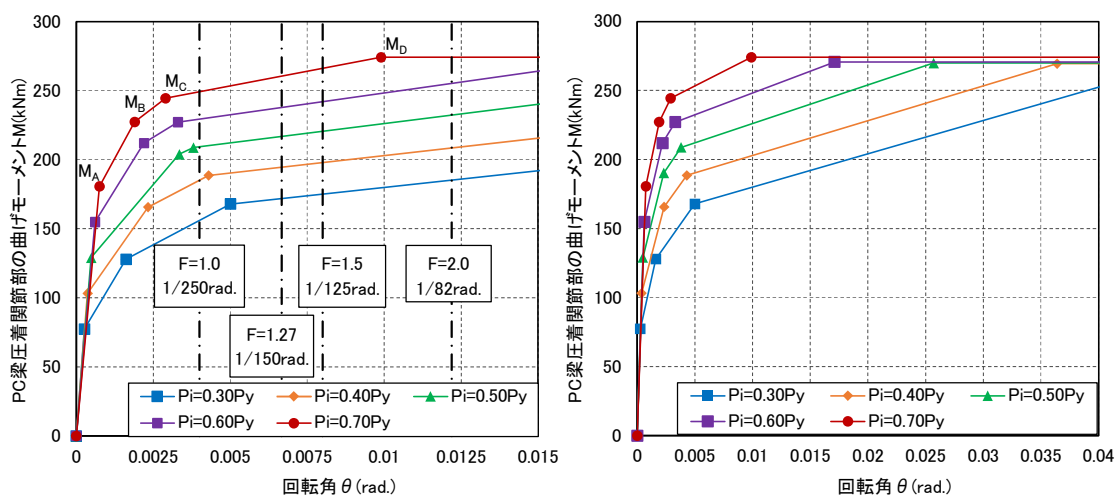 PC梁圧着関節部の曲げモーメントM(kNm)
300
250
200
150
100
50
0
M_A
M_B
M_C
M_D
F=1.0
1/250rad.
F=1.27
1/150rad.
F=1.5
1/125rad.
F=2.0
1/82rad.
Pi=0.30Py
Pi=0.40Py
Pi=0.50Py
Pi=0.60Py
Pi=0.70Py
0 0.0025 0.005 0.0075 0.01 0.0125 0.015
回転角θ(rad.)
PC梁圧着関節部の曲げモーメントM(kNm)
300
250
200
150
100
50
0
Pi=0.30Py
Pi=0.40Py
Pi=0.50Py
Pi=0.60Py
Pi=0.70Py
0 0.005 0.01 0.015 0.02 0.025 0.03 0.035 0.04
回転角θ(rad.)